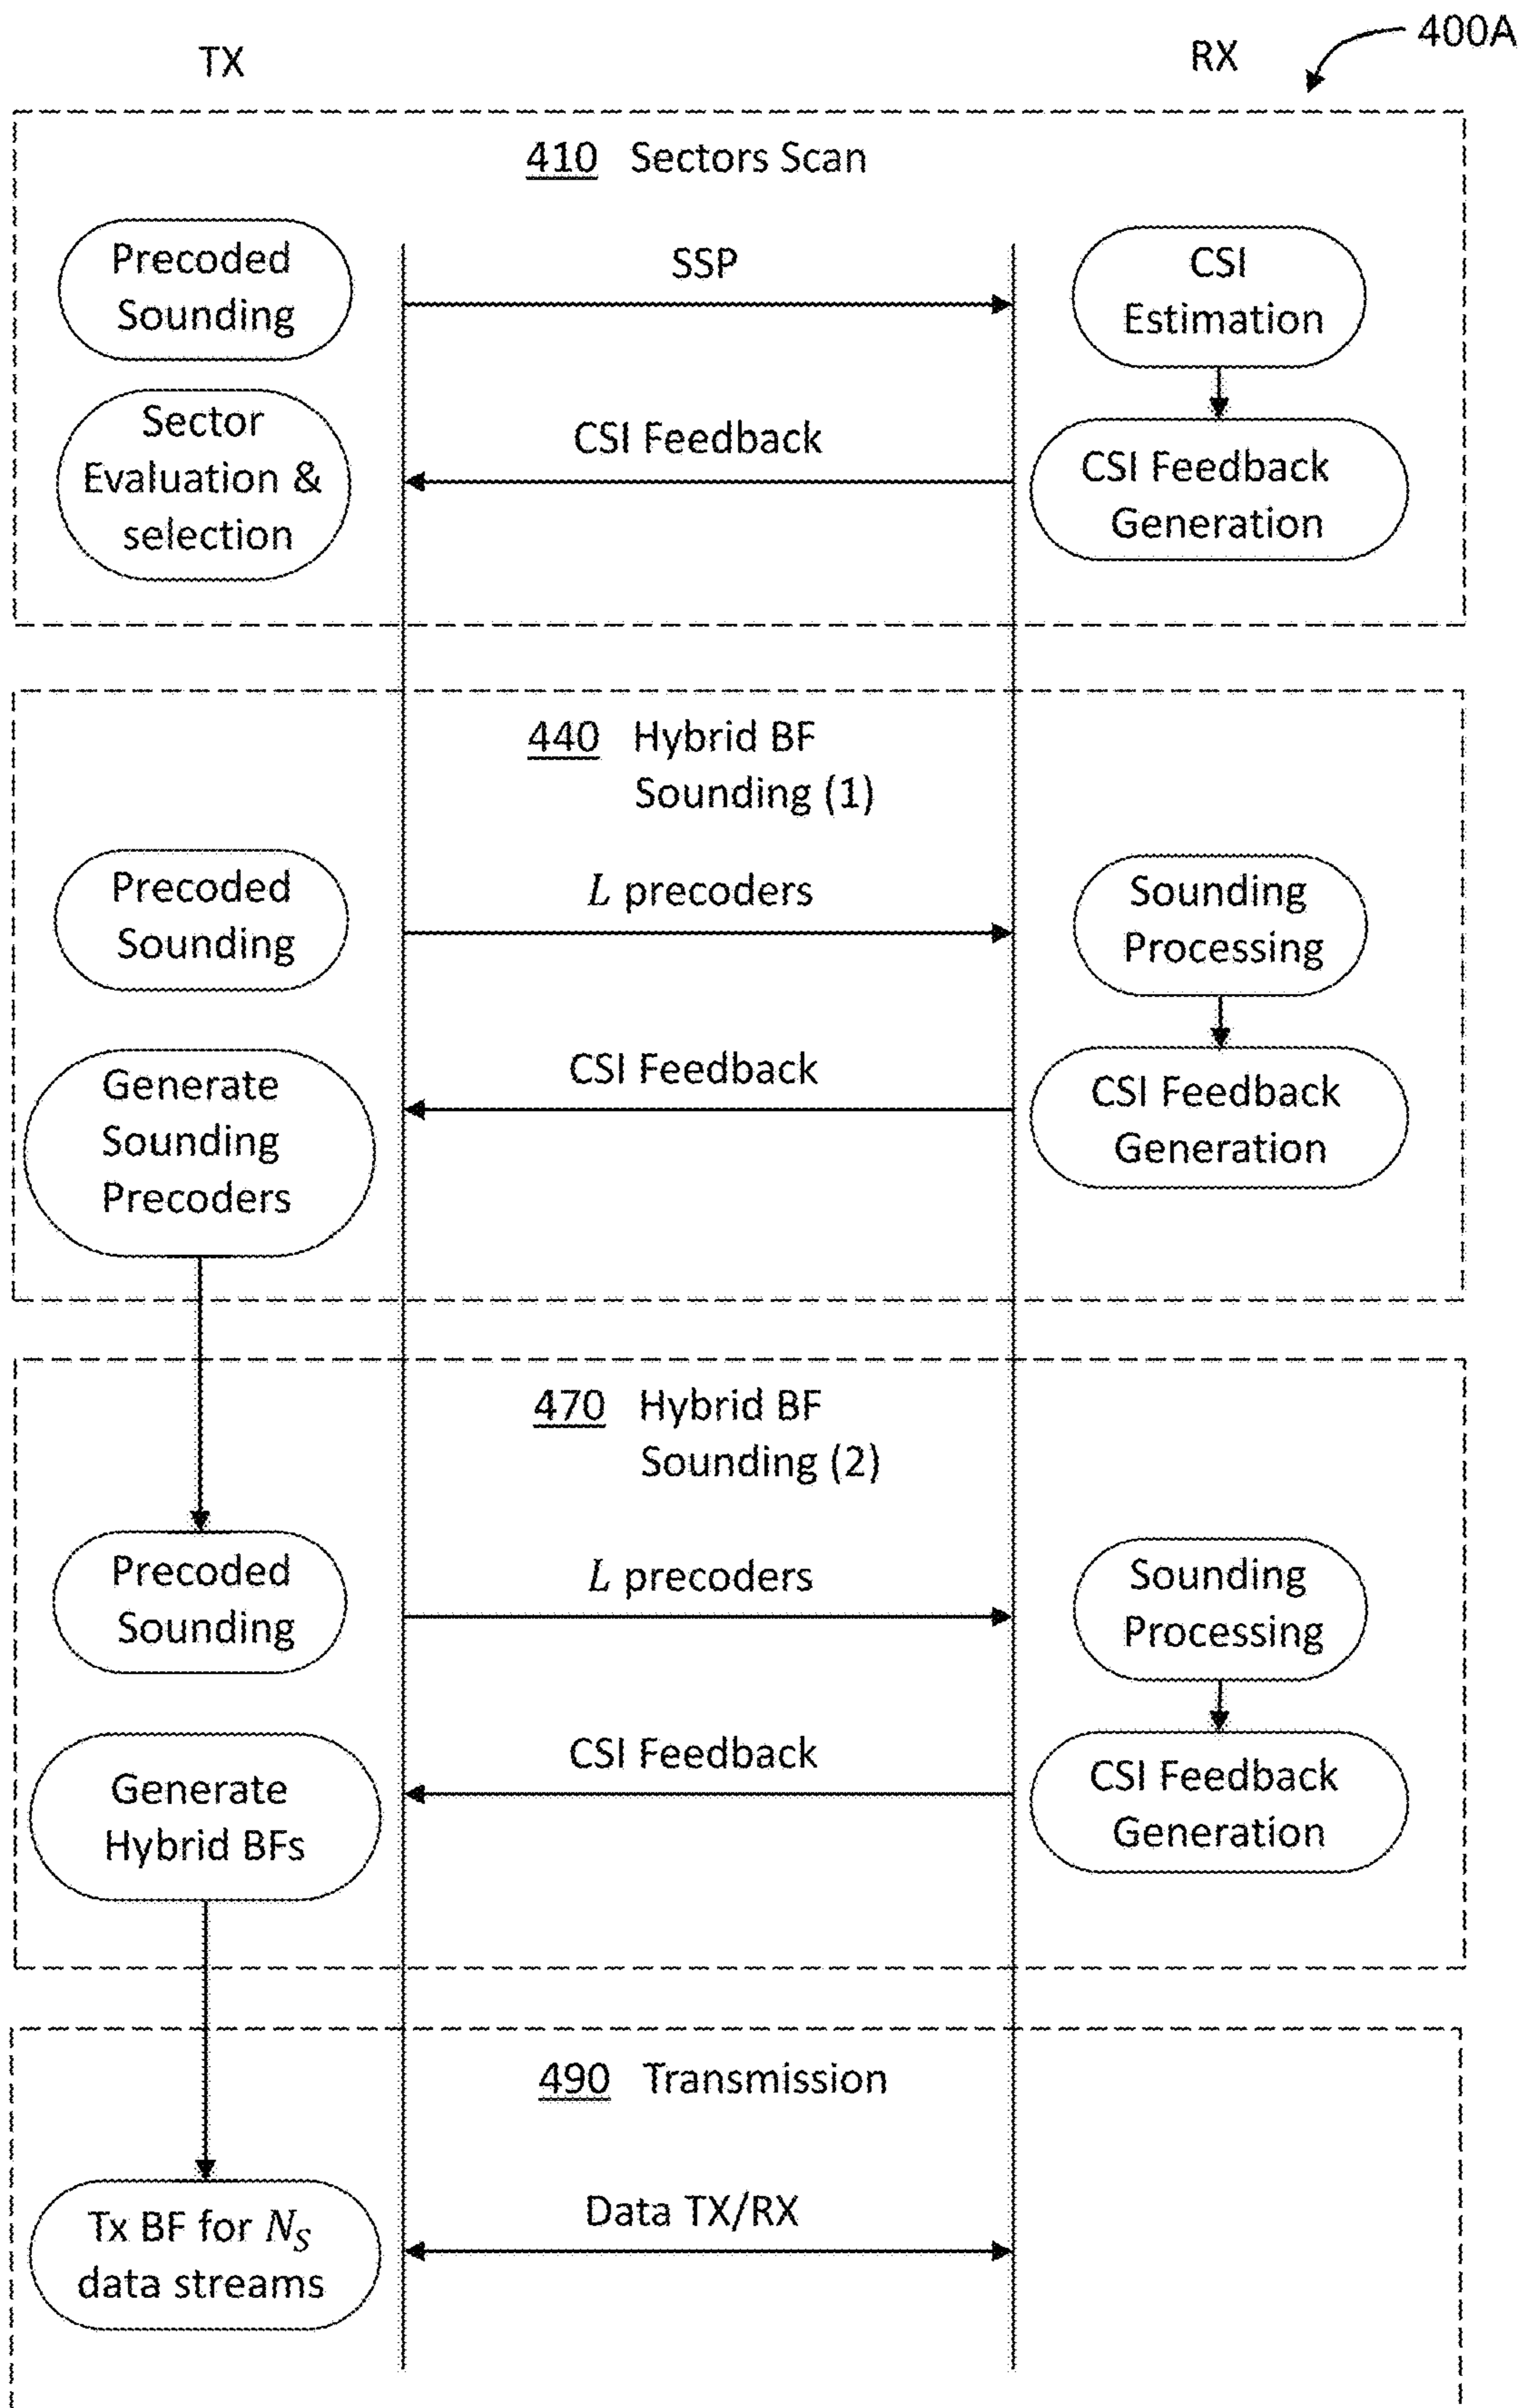 400A
TX
RX
410 Sectors Scan
Precoded
Sounding
SSP
CSI
Estimation
Sector
Evaluation &
selection
CSI Feedback
CSI Feedback
Generation
440 Hybrid BF
Sounding (1)
Precoded
Sounding
L precoders
Sounding
Processing
Generate
Sounding
Precoders
CSI Feedback
CSI Feedback
Generation
470 Hybrid BF
Sounding (2)
Precoded
Sounding
L precoders
Sounding
Processing
Generate
Hybrid BFs
CSI Feedback
CSI Feedback
Generation
490 Transmission
Tx BF for NS
data streams
Data TX/RX